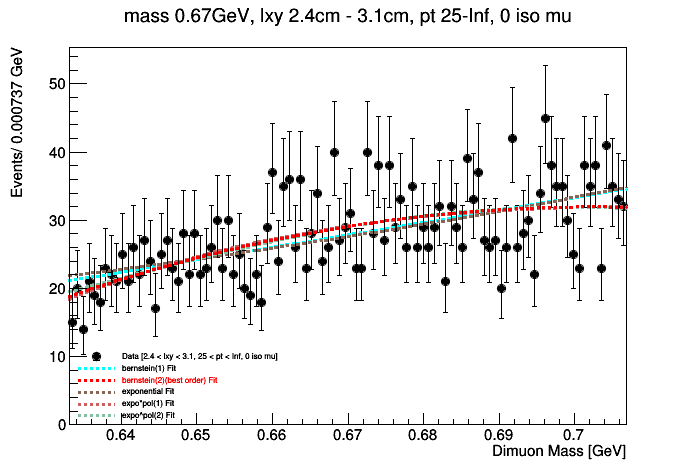 mass 0.67GeV, lxy 2.4cm - 3.1cm, pt 25-Inf, 0 iso mu
Events/ 0.000737 GeV
50
40
30
20
10
0
Data [2.4 < lxy < 3.1, 25 < pt < Inf, 0 iso mu]
bernstein(1) Fit
bernstein(2)(best order) Fit
exponential Fit
expo*pol(1) Fit
expo*pol(2) Fit
0.64 0.65 0.66 0.67 0.68 0.69 0.7
Dimuon Mass [GeV]